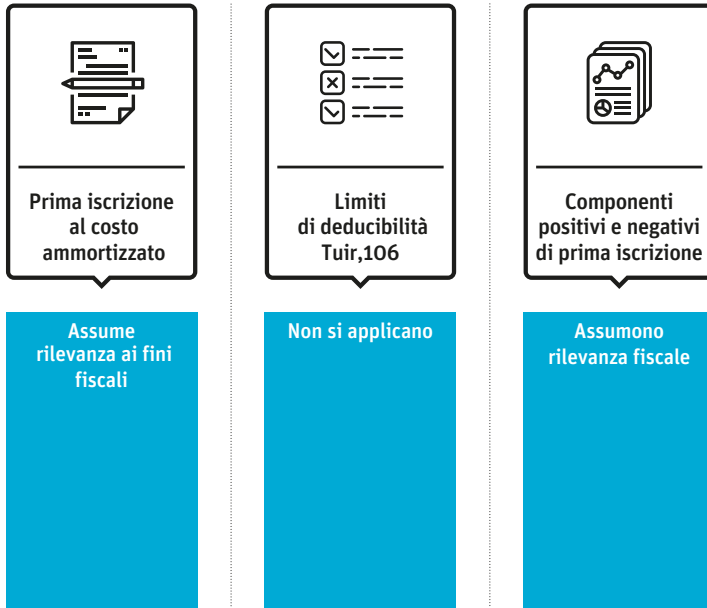 Prima iscrizione
al costo
ammortizzato
Assume
rilevanza ai fini
fiscali
Limiti
di deducibilità
Tuir,106
Non si applicano
Componenti
positivi e negativi
di prima iscrizione
Assumono
rilevanza fiscale